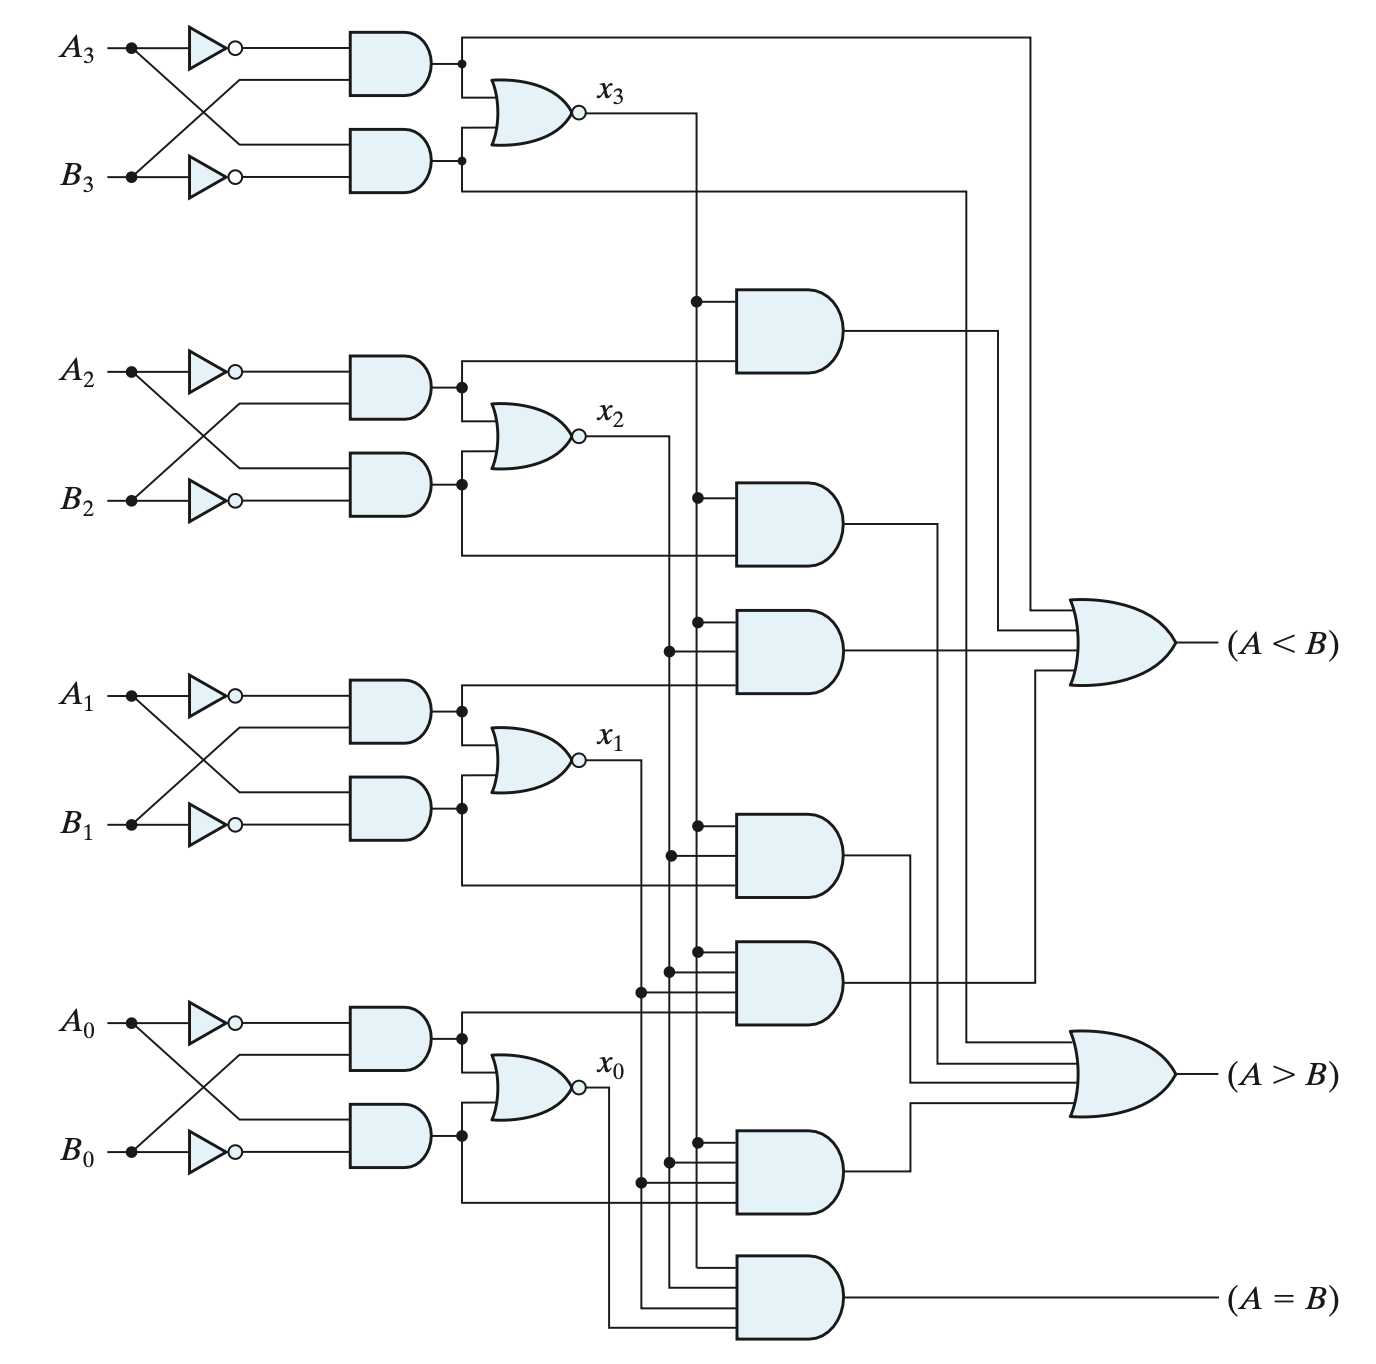 A3
x3
B3
A2
x2
B2
A1
x1
B1
A0
x0
B0
(A < B)
(A > B)
(A = B)